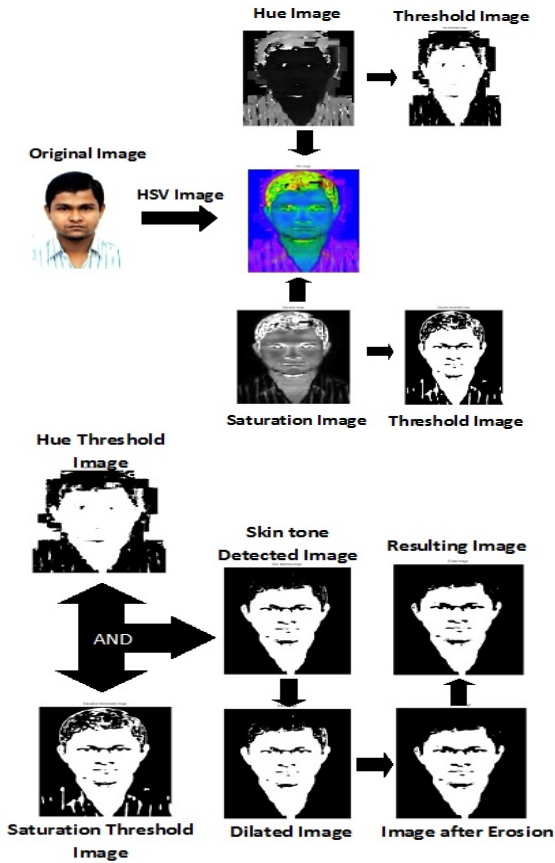 Hue Image
Threshold Image
Original Image
HSV Image
Saturation Image
Threshold Image
Hue Threshold
Image
Skin tone
Detected Image
Resulting Image
AND
Saturation Threshold
Image
Dilated Image
Image after Erosion